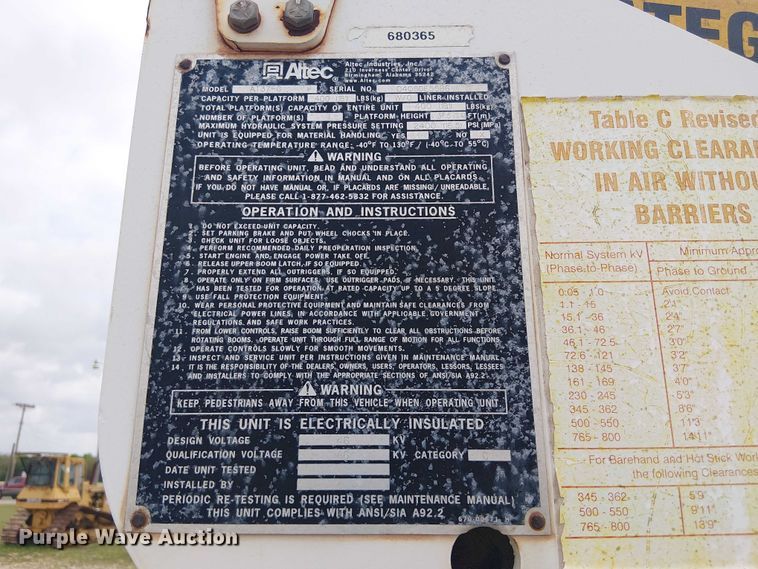 680365
TEG
Altec
Altec Industries, Inc.
210 Inverness Center Drive
Birmingham, Alabama 35242
www.altec.com
MODEL SERIAL NO.
CAPACITY PER PLATFORM LBS(kg) LINER INSTALLED
TOTAL PLATFORM(S) CAPACITY OF ENTIRE UNIT LBS(kg)
NUMBER OF PLATFORM(S) PLATFORM HEIGHT FT(m)
MAXIMUM HYDRAULIC SYSTEM PRESSURE SETTING PSI (MPa)
UNIT IS EQUIPPED FOR MATERIAL HANDLING YES NO
OPERATING TEMPERATURE RANGE: -40°F TO 130°F / (-40°C TO 55°C)
WARNING
BEFORE OPERATING UNIT, READ AND UNDERSTAND ALL OPERATING
AND SAFETY INFORMATION IN MANUAL AND ON ALL PLACARDS.
IF YOU DO NOT HAVE MANUAL OR, IF PLACARDS ARE MISSING/UNREADABLE,
PLEASE CALL 1-877-462-5832 FOR ASSISTANCE.
OPERATION AND INSTRUCTIONS
1. DO NOT EXCEED UNIT CAPACITY.
2. SET PARKING BRAKE AND PUT WHEEL CHOCKS IN PLACE.
3. CHECK UNIT FOR LOOSE OBJECTS.
4. PERFORM RECOMMENDED DAILY PREOPERATION INSPECTION.
5. START ENGINE AND ENGAGE POWER TAKE OFF.
6. RELEASE UPPER BOOM LATCH, IF SO EQUIPPED.
7. PROPERLY EXTEND ALL OUTRIGGERS, IF SO EQUIPPED.
8. OPERATE ONLY ON FIRM SURFACES. USE OUTRIGGER PADS, IF NECESSARY. THIS UNIT
HAS BEEN TESTED FOR OPERATION AT RATED CAPACITY UP TO A 5 DEGREE SLOPE.
9. USE FALL PROTECTION EQUIPMENT.
10. WEAR PERSONAL PROTECTIVE EQUIPMENT AND MAINTAIN SAFE CLEARANCES FROM
ELECTRICAL POWER LINES, IN ACCORDANCE WITH APPLICABLE, GOVERNMENT
REGULATIONS, AND SAFE WORK PRACTICES.
11. FROM LOWER CONTROLS, RAISE BOOM SUFFICIENTLY TO CLEAR ALL OBSTRUCTIONS BEFORE
ROTATING BOOMS. OPERATE UNIT THROUGH FULL RANGE OF MOTION FOR ALL FUNCTIONS.
12. OPERATE CONTROLS SLOWLY FOR SMOOTH MOVEMENTS.
13. INSPECT AND SERVICE UNIT PER INSTRUCTIONS GIVEN IN MAINTENANCE MANUAL.
14. IT IS THE RESPONSIBILITY OF THE DEALERS, OWNERS, USERS, OPERATORS, LESSORS, LESSEES
AND INSTALLERS TO COMPLY WITH THE APPROPRIATE SECTIONS OF ANSI/SIA A92.2.
WARNING
KEEP PEDESTRIANS AWAY FROM THIS VEHICLE WHEN OPERATING UNIT.
THIS UNIT IS ELECTRICALLY INSULATED
DESIGN VOLTAGE 46 KV
QUALIFICATION VOLTAGE KV CATEGORY C
DATE UNIT TESTED
INSTALLED BY
PERIODIC RE-TESTING IS REQUIRED (SEE MAINTENANCE MANUAL)
THIS UNIT COMPLIES WITH ANSI/SIA A92.2
Table C Revised
WORKING CLEARAN
IN AIR WITHOU
BARRIERS
Normal System kV Minimum Appr
(Phase-to-Phase) Phase to Ground
0.05 - 1.0 Avoid Contact
1.1 - 15 2'1"
15.1 - 36 2'4"
36.1 - 46 2'7"
46.1 - 72.5 3'0"
72.6 - 121 3'2"
138 - 145 3'7"
161 - 169 4'0"
230 - 245 5'3"
345 - 362 8'6"
500 - 550 11'3
765 - 800 14'11"
For Barehand and Hot Stick Work
the following Clearances
345 - 362 5'9"
500 - 550 9'11"
765 - 800 13'9"
Purple Wave Auction